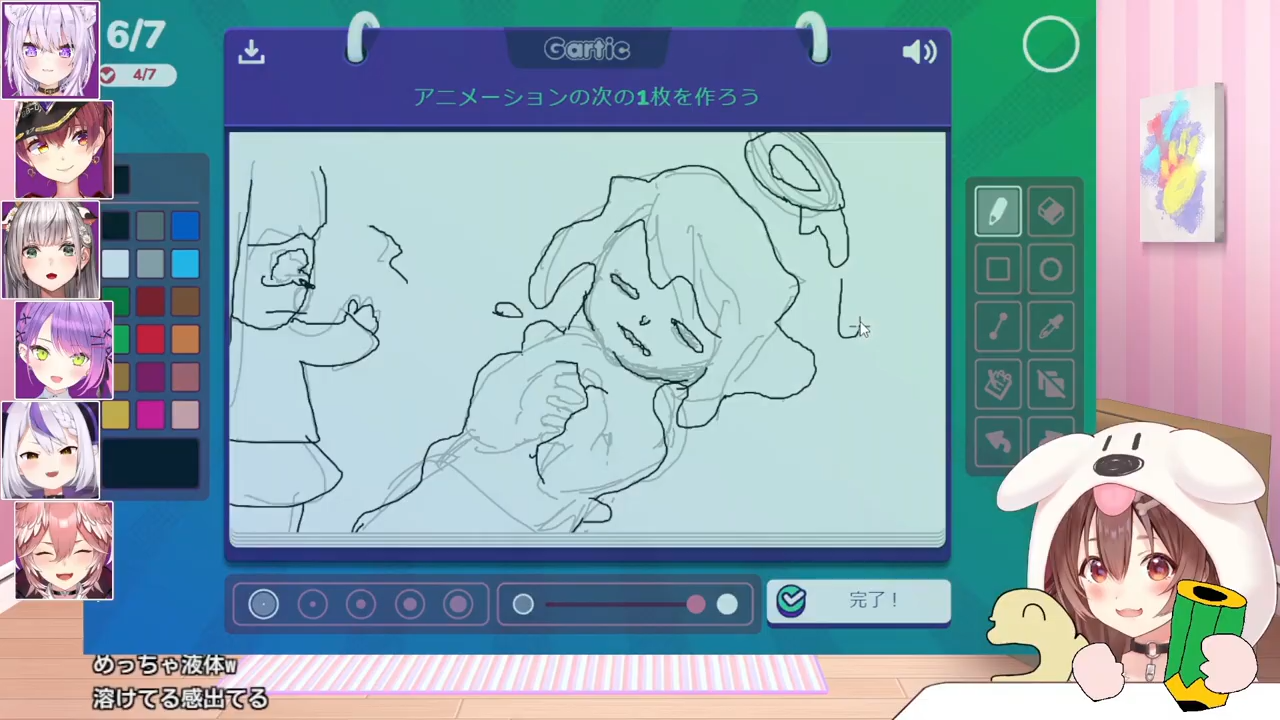 6/7
4/7
Gartic
アニメーションの次の1枚を作ろう
完了！
めっちゃ液体w
溶けてる感出てる